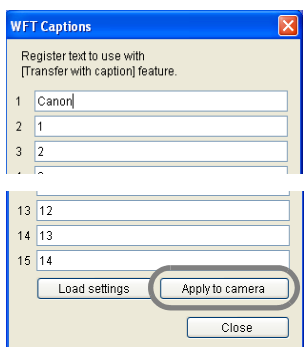 WFT Captions
Register text to use with
[Transfer with caption] feature.
1 Canon
2 1
3 2
13 12
14 13
15 14
Load settings Apply to camera
Close